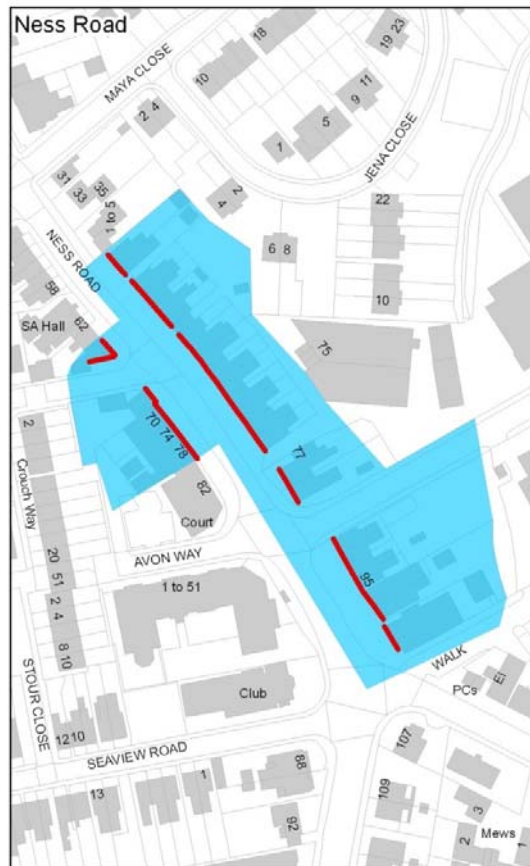 Ness Road
MAYA CLOSE
18
19 23
10
2 4
9 11
5
1
JENA CLOSE
31
33
35
1 to 5
4 2
22
6 8
NESS ROAD
58
10
SA Hall
62
75
2
70 74 78
77
82
Crouch Way
Court
95
AVON WAY
20 51
1 to 51
2 4
WALK
8 10
PCs
El
STOUR CLOSE
Club
12 10
107
SEAVIEW ROAD
88
1
109
13
3
92
Mews
2
1